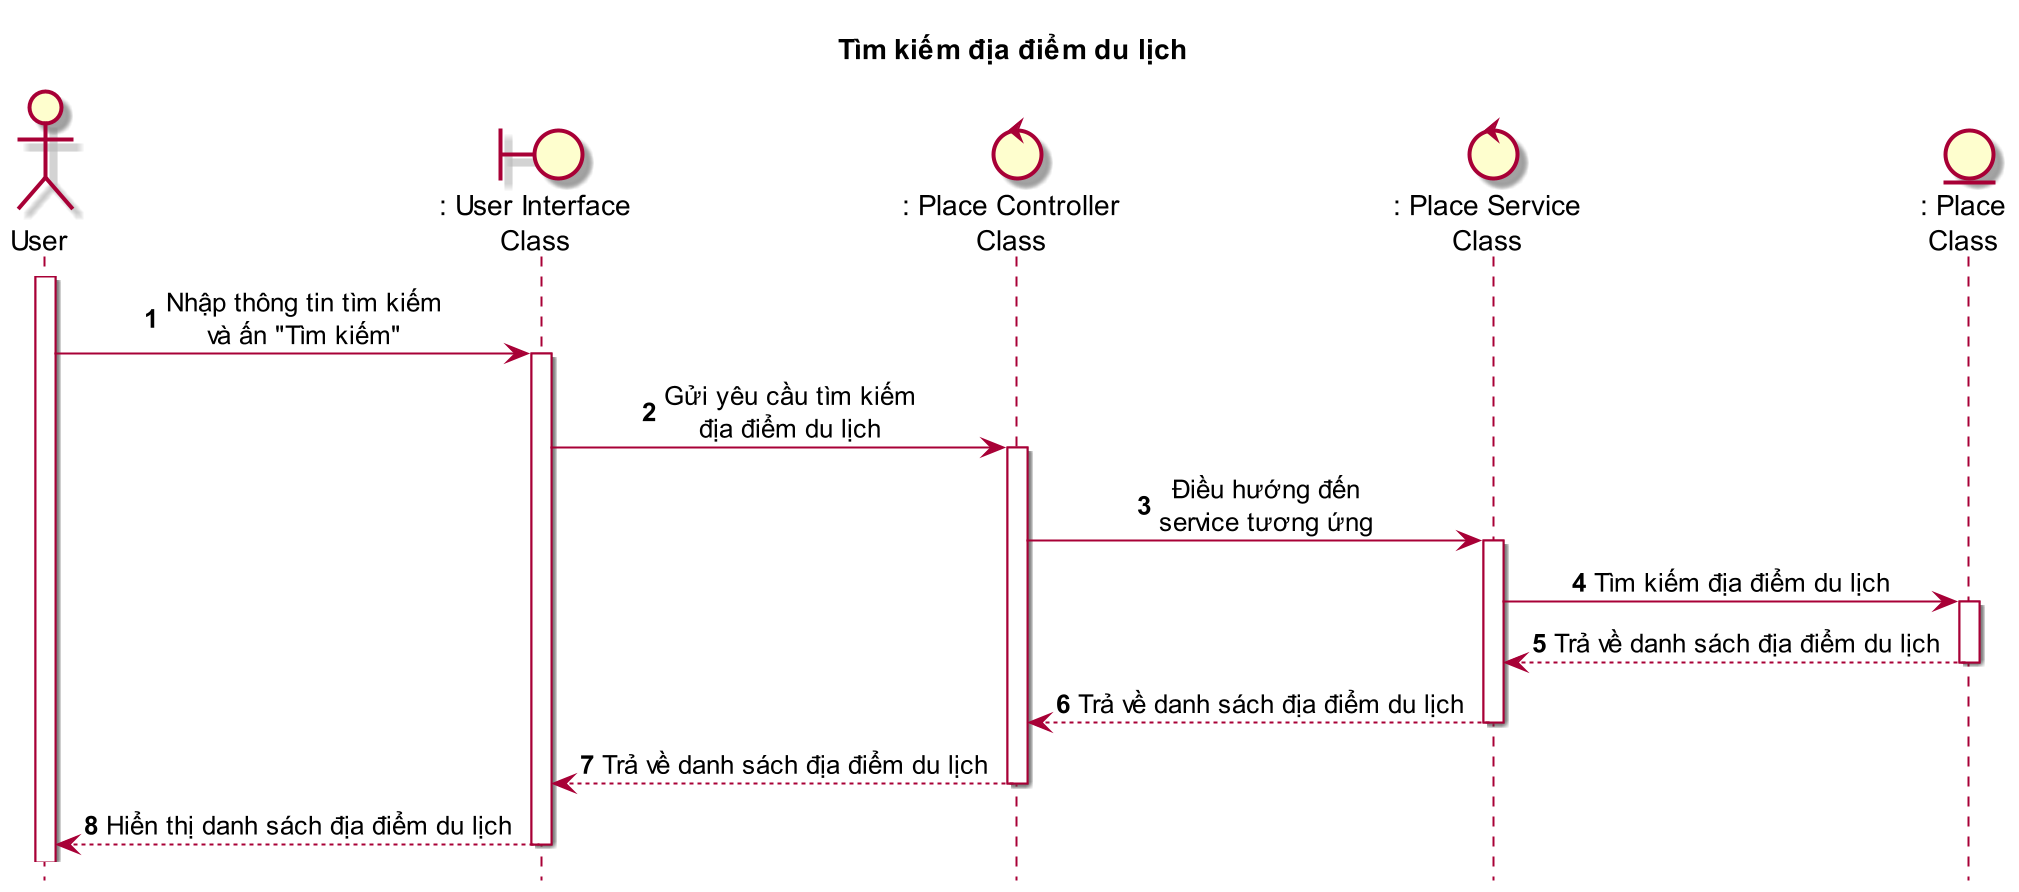 Tìm kiếm địa điểm du lịch
User
: User Interface
Class
: Place Controller
Class
: Place Service
Class
: Place
Class
1 Nhập thông tin tìm kiếm
và ấn "Tìm kiếm"
2 Gửi yêu cầu tìm kiếm
địa điểm du lịch
3 Điều hướng đến
service tương ứng
4 Tìm kiếm địa điểm du lịch
5 Trả về danh sách địa điểm du lịch
6 Trả về danh sách địa điểm du lịch
7 Trả về danh sách địa điểm du lịch
8 Hiển thị danh sách địa điểm du lịch